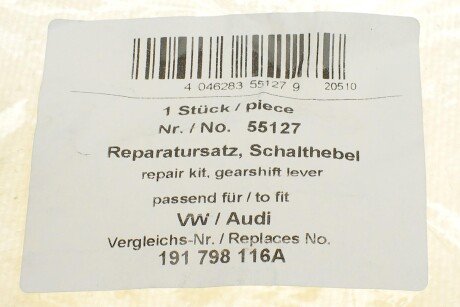 4 046283 55127 9 20510
1 Stück / piece
Nr. / No. 55127
Reparatursatz, Schalthebel
repair kit, gearshift lever
passend für / to fit
VW / Audi
Vergleichs-Nr. / Replaces No.
191 798 116A